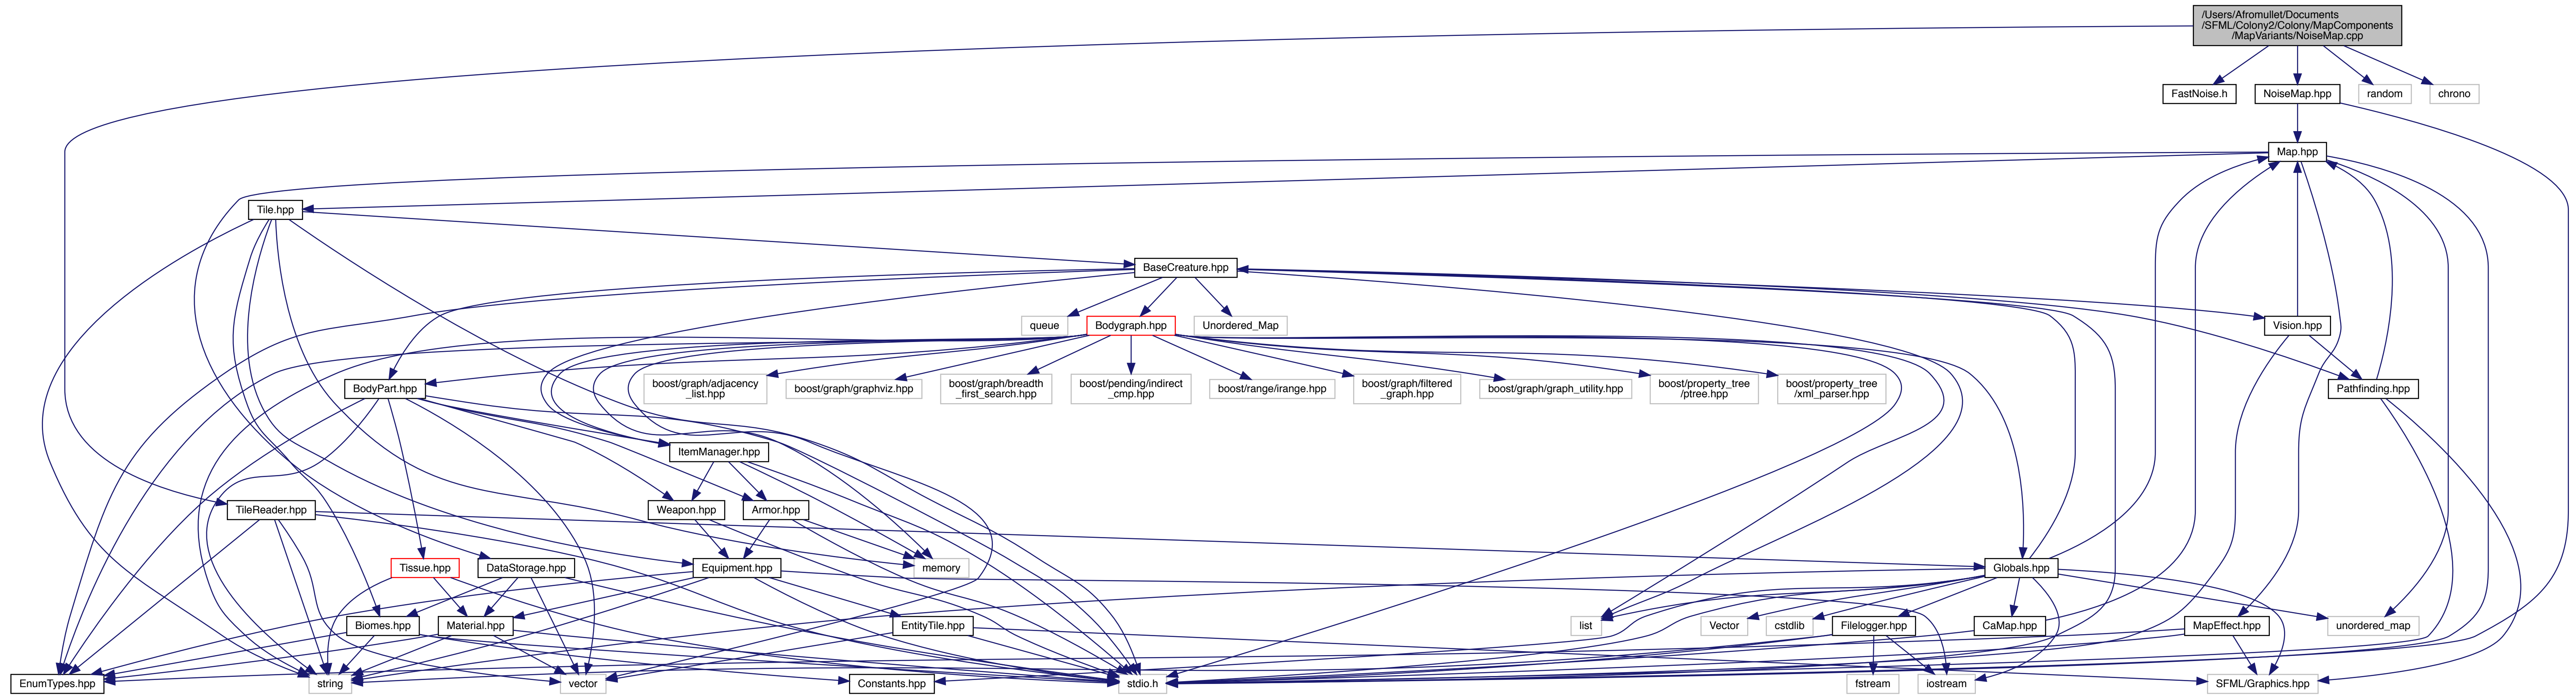 /Users/Afromullet/Documents
/SFML/Colony2/Colony/MapComponents
/MapVariants/NoiseMap.cpp
FastNoise.h
NoiseMap.hpp
random
chrono
Map.hpp
Tile.hpp
BaseCreature.hpp
queue
Bodygraph.hpp
Unordered_Map
Vision.hpp
BodyPart.hpp
boost/graph/adjacency
_list.hpp
boost/graph/graphviz.hpp
boost/graph/breadth
_first_search.hpp
boost/pending/indirect
_cmp.hpp
boost/range/irange.hpp
boost/graph/filtered
_graph.hpp
boost/graph/graph_utility.hpp
boost/property_tree
/ptree.hpp
boost/property_tree
/xml_parser.hpp
Pathfinding.hpp
ItemManager.hpp
TileReader.hpp
Weapon.hpp
Armor.hpp
Tissue.hpp
DataStorage.hpp
Equipment.hpp
memory
Globals.hpp
Biomes.hpp
Material.hpp
EntityTile.hpp
list
Vector
cstdlib
Filelogger.hpp
CaMap.hpp
MapEffect.hpp
unordered_map
EnumTypes.hpp
string
vector
Constants.hpp
stdio.h
fstream
iostream
SFML/Graphics.hpp